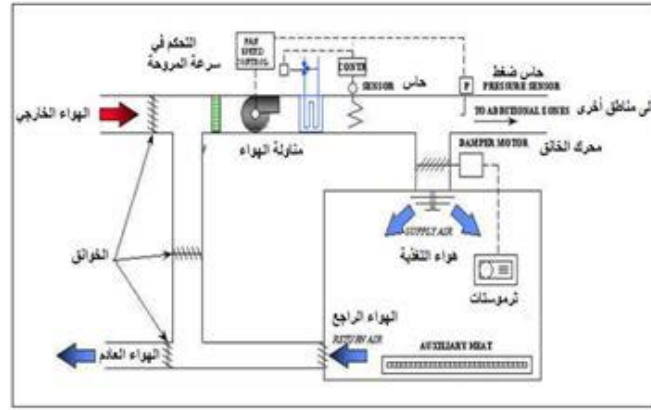 التحكم في
سرعة المروحة
FAN
SPEED
CONTROL
CONTR
حاس
SENSOR
P
حاس ضغط
PRESSURE SENSOR
لى مناطق أخرى
TO ADDITIONAL ZONES
الهواء الخارجي
مناولة الهواء
DAMPER MOTOR
محرك الخانق
SUPPLY AIR
هواء التغذية
ثرموستات
الخوانق
الهواء الراجع
RETURN AIR
AUXILIARY HEAT
الهواء العادم